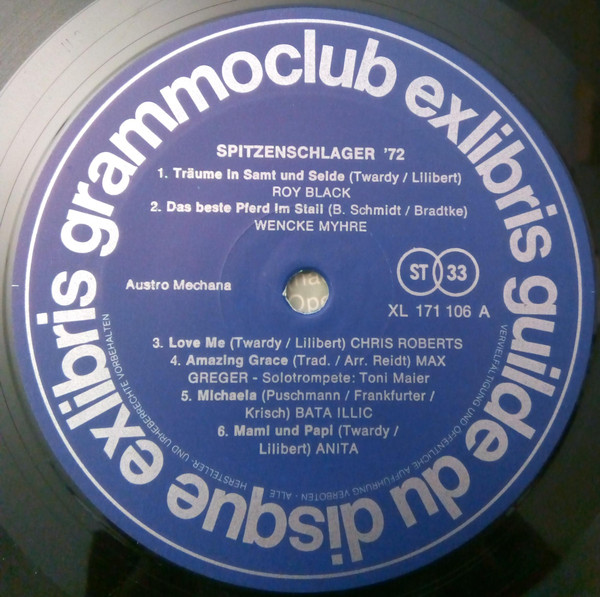 exlibris grammoclub exlibris guilde du disque
SPITZENSCHLAGER '72
1. Träume in Samt und Seide (Twardy / Lilibert)
ROY BLACK
2. Das beste Pferd im Stall (B. Schmidt / Bradtke)
WENCKE MYHRE
ST 33
Austro Mechana
XL 171 106 A
3. Love Me (Twardy / Lilibert) CHRIS ROBERTS
4. Amazing Grace (Trad. / Arr. Reidt) MAX
GREGER - Solotrompete: Toni Maier
5. Michaela (Puschmann / Frankfurter /
Krisch) BATA ILLIC
6. Mami und Papi (Twardy /
Lilibert) ANITA
VERVIELFÄLTIGUNG UND ÖFFENTLICHE AUFFÜHRUNG VERBOTEN - ALLE HERSTELLER- UND URHEBERRECHTE VORBEHALTEN